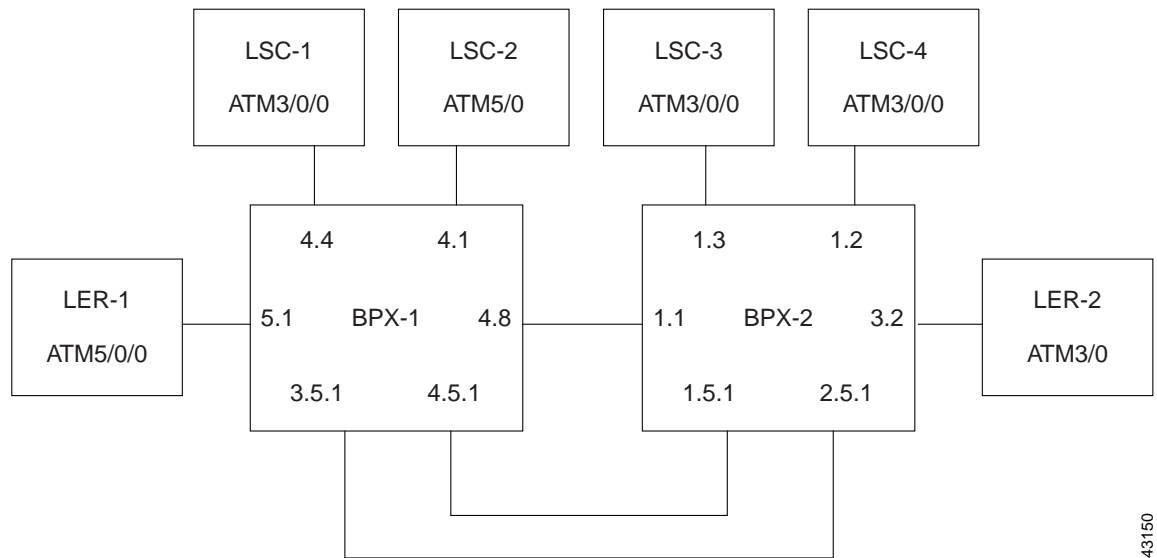 LSC-1
ATM3/0/0
LSC-2
ATM5/0
LSC-3
ATM3/0/0
LSC-4
ATM3/0/0
4.4 4.1
1.3 1.2
LER-1
ATM5/0/0
5.1 BPX-1 4.8
1.1 BPX-2 3.2
LER-2
ATM3/0
3.5.1 4.5.1
1.5.1 2.5.1
43150